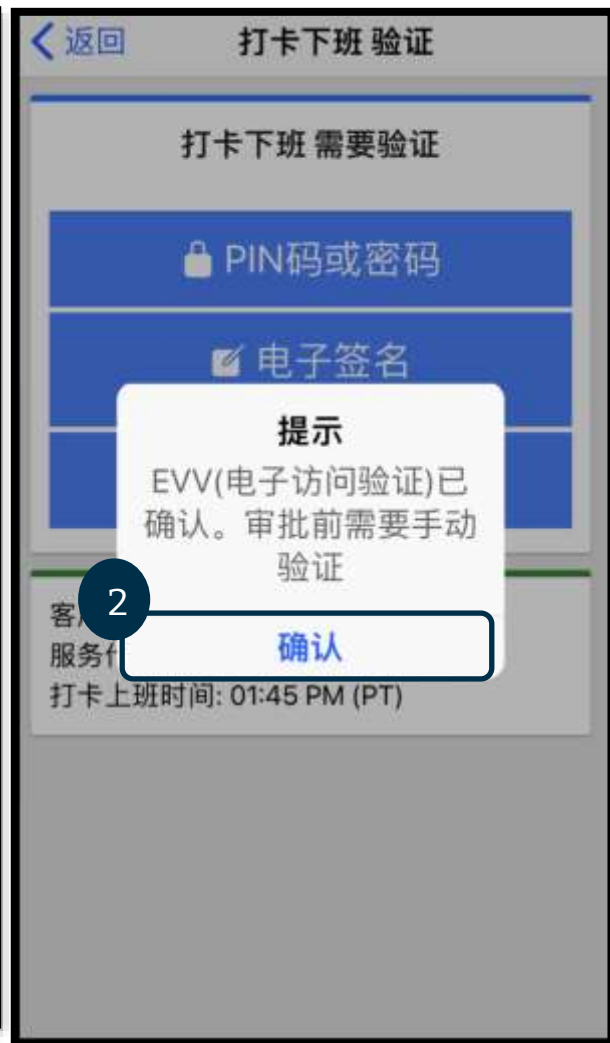 返回 打卡下班 验证
打卡下班 需要验证
PIN码或密码
电子签名
提示
EVV(电子访问验证)已
确认。审批前需要手动
验证
2
确认
客
服务
打卡上班时间: 01:45 PM (PT)